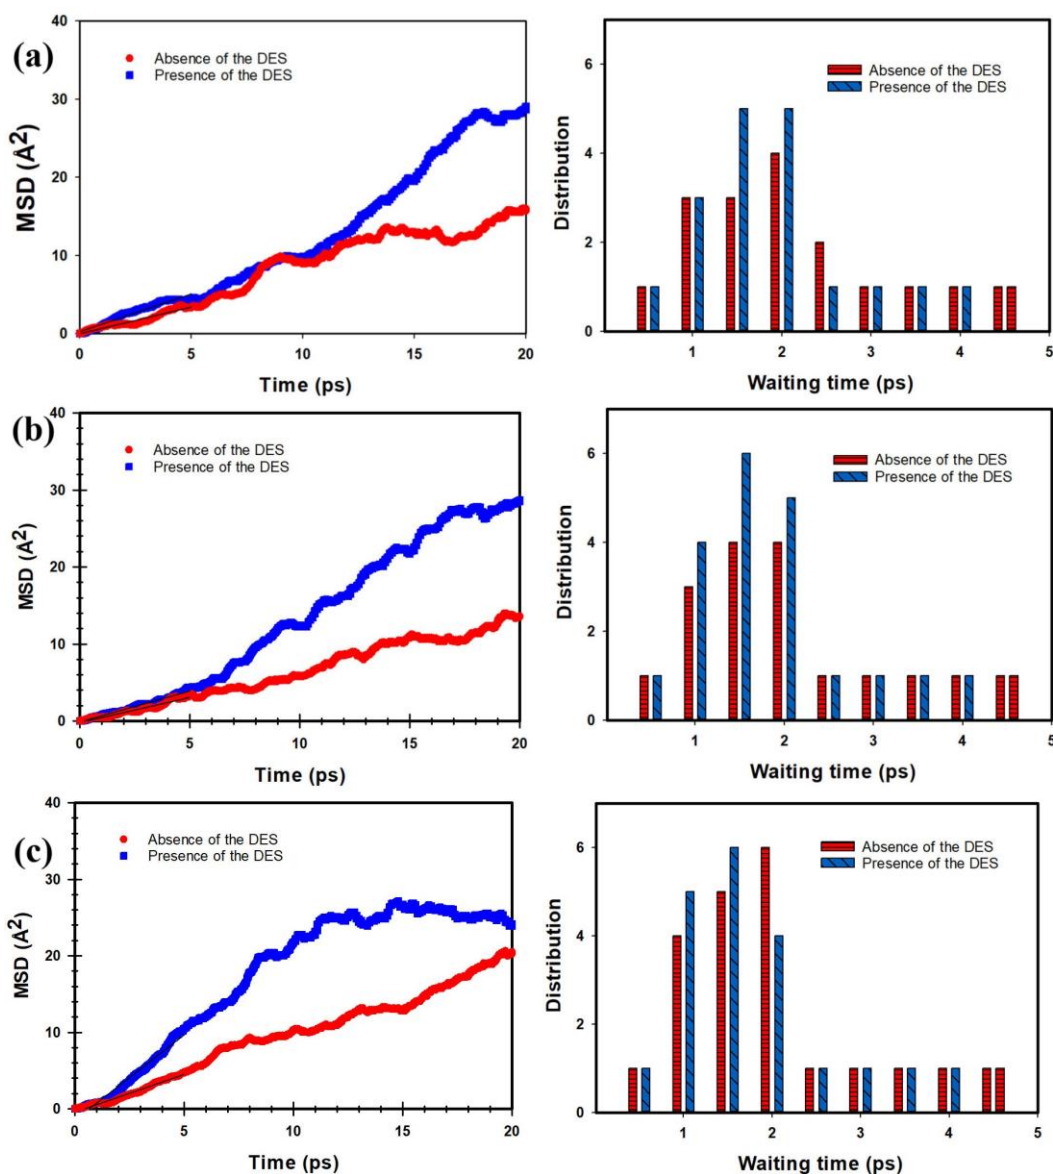 (a)
MSD (Å²)
40
30
20
10
0
Absence of the DES
Presence of the DES
0 5 10 15 20
Time (ps)
Distribution
6
4
2
0
Absence of the DES
Presence of the DES
1 2 3 4 5
Waiting time (ps)
(b)
MSD (Å²)
40
30
20
10
0
Absence of the DES
Presence of the DES
0 5 10 15 20
Time (ps)
Distribution
6
4
2
0
Absence of the DES
Presence of the DES
1 2 3 4 5
Waiting time (ps)
(c)
MSD (Å²)
40
30
20
10
0
Absence of the DES
Presence of the DES
0 5 10 15 20
Time (ps)
Distribution
6
4
2
0
Absence of the DES
Presence of the DES
1 2 3 4 5
Waiting time (ps)